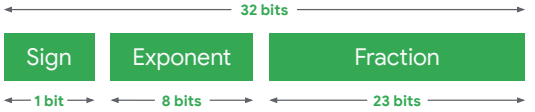 32 bits
Sign Exponent Fraction
1 bit 8 bits 23 bits